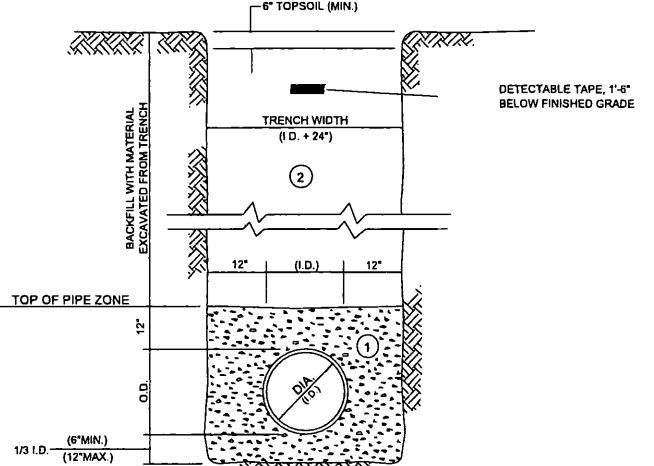 6" TOPSOIL (MIN.)
DETECTABLE TAPE, 1'-6"
BELOW FINISHED GRADE
TRENCH WIDTH
(I.D. + 24")
BACKFILL WITH MATERIAL
EXCAVATED FROM TRENCH
2
12" (I.D.) 12"
TOP OF PIPE ZONE
12"
1
O.D.
DIA.
(I.D.)
1/3 I.D. (6"MIN.)
(12"MAX.)